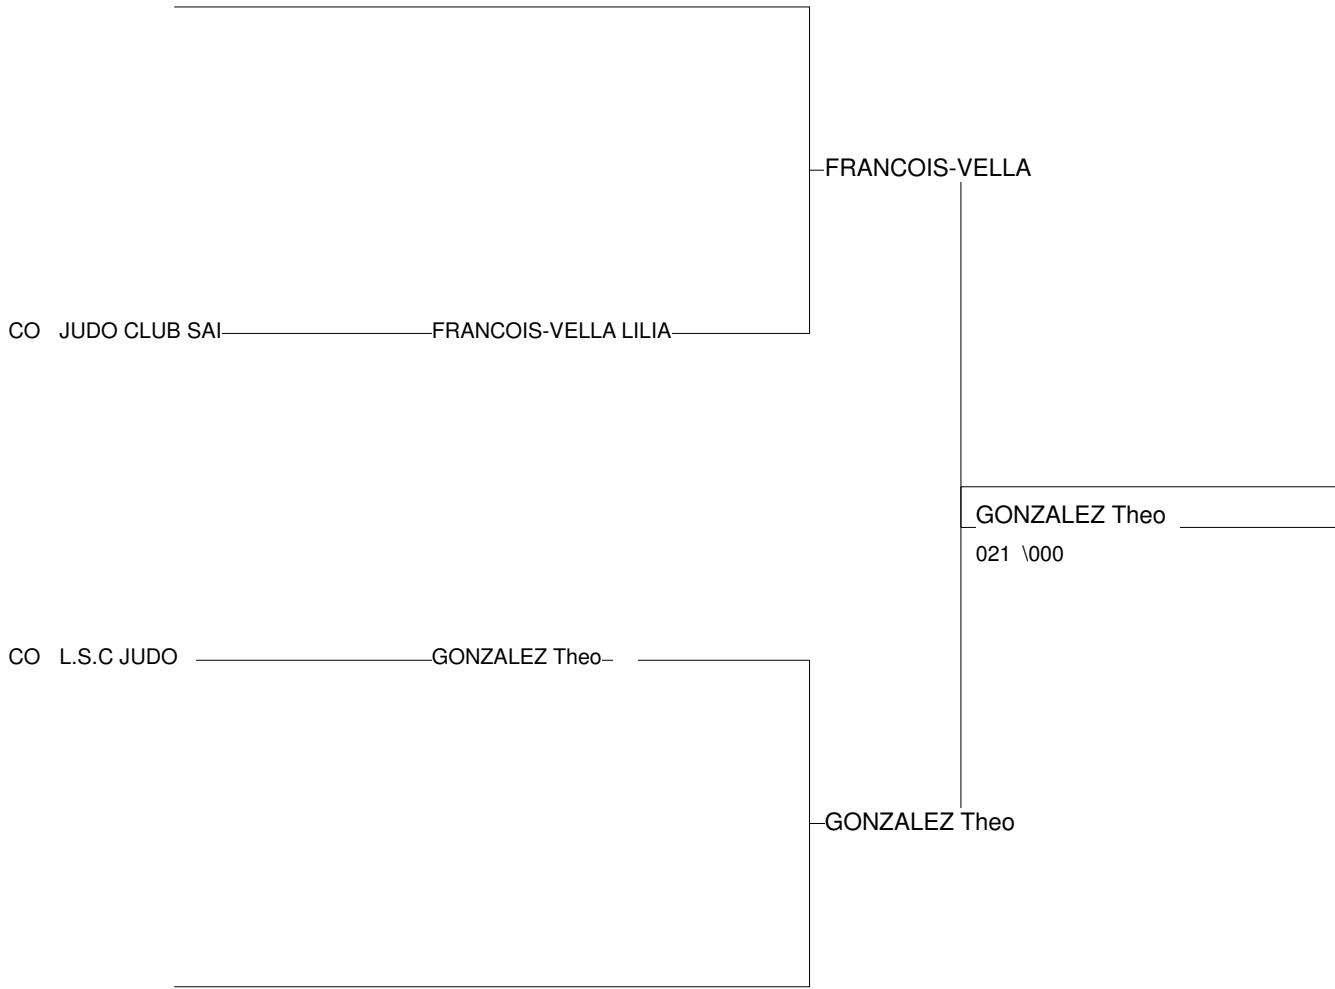 FRANCOIS-VELLA
CO JUDO CLUB SAI FRANCOIS-VELLA LILIA
GONZALEZ Theo
021 \000
CO L.S.C JUDO GONZALEZ Theo
GONZALEZ Theo